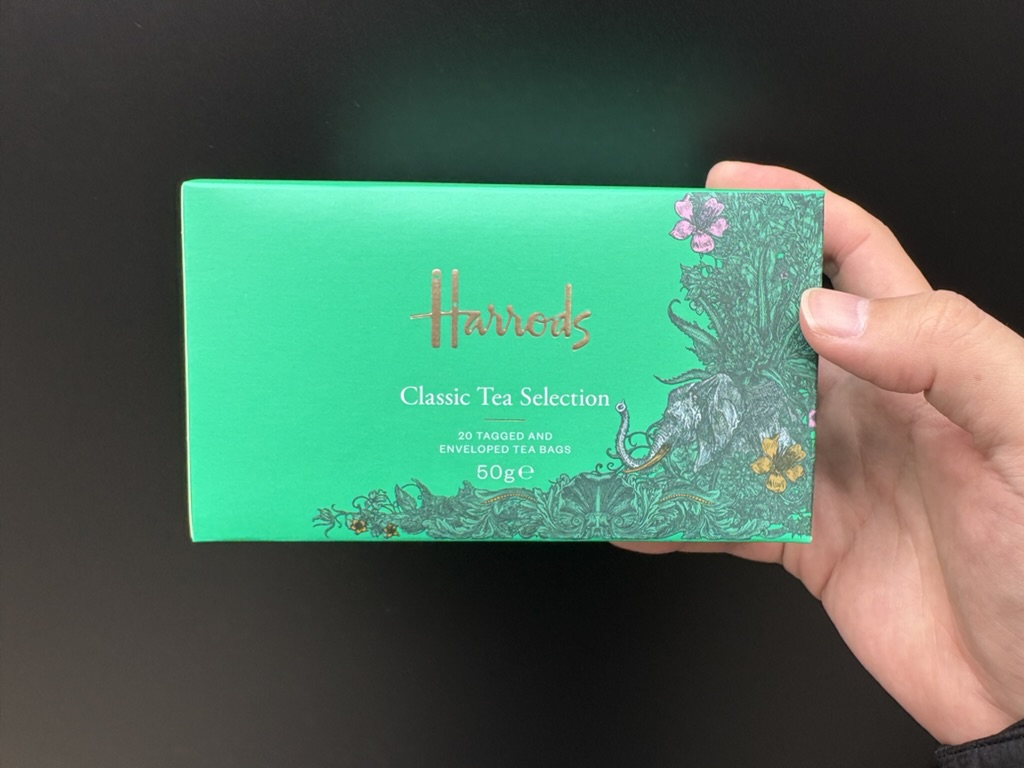 Harrods
Classic Tea Selection
20 TAGGED AND
ENVELOPED TEA BAGS
50g℮